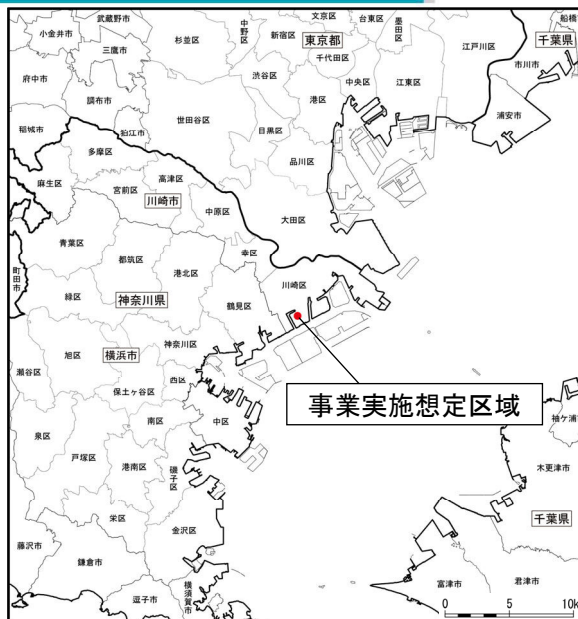 武蔵野市
小金井市
三鷹市
杉並区
中野区
新宿区
文京区
台東区
墨田区
東京都
千代田区
江戸川区
船橋
千葉県
市川市
府中市
調布市
渋谷区
中央区
江東区
港区
浦安市
稲城市
狛江市
世田谷区
目黒区
品川区
多摩区
麻生区
宮前区
高津区
川崎市
中原区
大田区
青葉区
都筑区
港北区
幸区
川崎区
町田市
緑区
神奈川県
鶴見区
瀬谷区
旭区
横浜市
神奈川区
保土ヶ谷区
西区
事業実施想定区域
中区
南区
袖ケ浦
泉区
戸塚区
港南区
磯子区
木更津市
栄区
金沢区
千葉県
藤沢市
鎌倉市
逗子市
横須賀市
富津市
君津市
0 5 10k